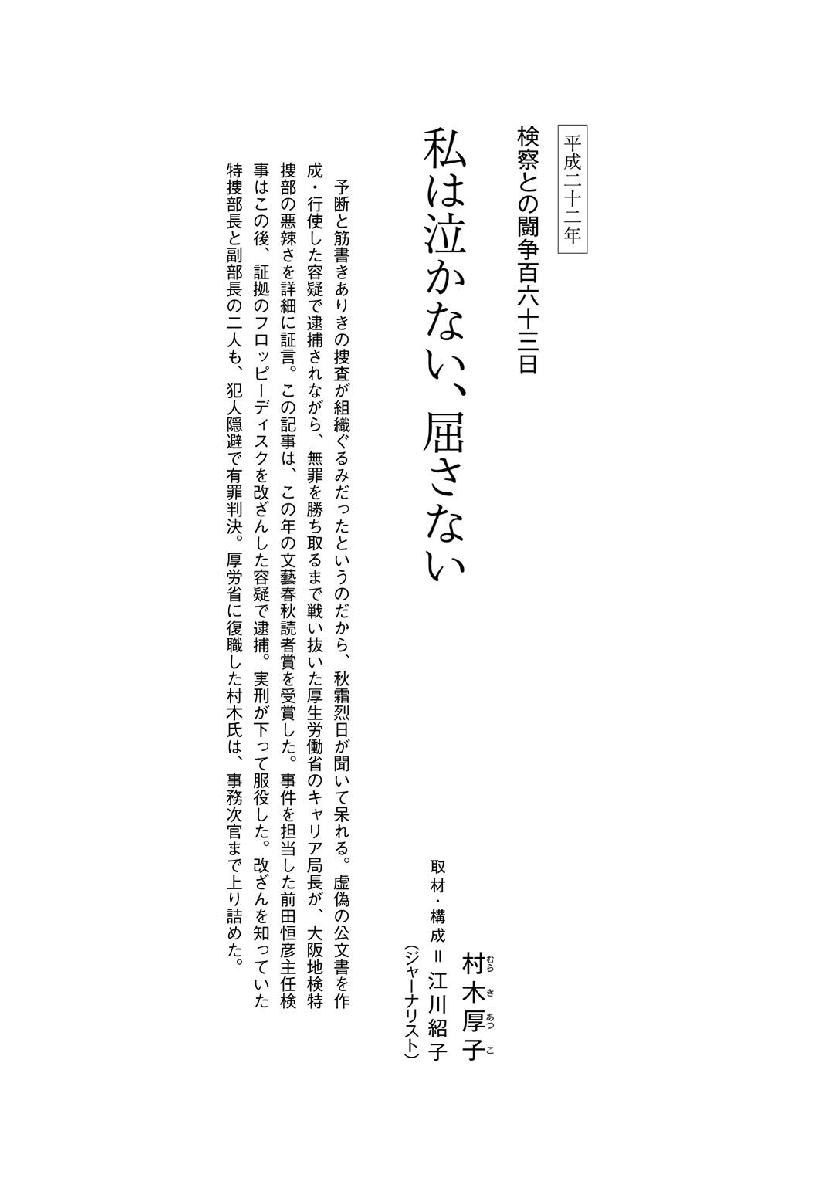 平成二十二年
検察との闘争百六十三日
私は泣かない、屈さない
村木厚子
むらきあつこ
取材・構成＝江川紹子
（ジャーナリスト）
予断と筋書きありきの捜査が組織ぐるみだったというのだから、秋霜烈日が聞いて呆れる。虚偽の公文書を作
成・行使した容疑で逮捕されながら、無罪を勝ち取るまで戦い抜いた厚生労働省のキャリア局長が、大阪地検特
捜部の悪辣さを詳細に証言。この記事は、この年の文藝春秋読者賞を受賞した。事件を担当した前田恒彦主任検
事はこの後、証拠のフロッピーディスクを改ざんした容疑で逮捕。実刑が下って服役した。改ざんを知っていた
特捜部長と副部長の二人も、犯人隠避で有罪判決。厚労省に復職した村木氏は、事務次官まで上り詰めた。